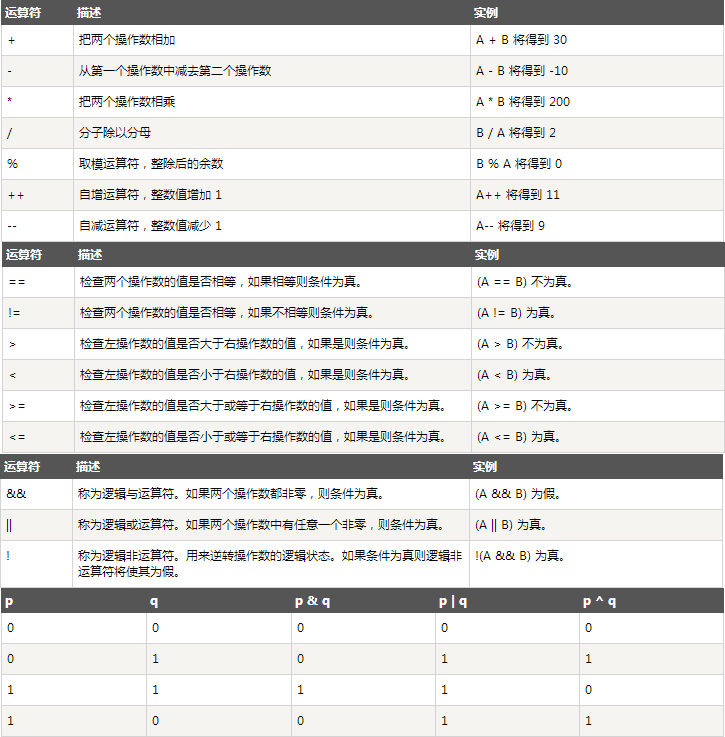 运算符 描述 实例
+ 把两个操作数相加 A + B 将得到 30
- 从第一个操作数中减去第二个操作数 A - B 将得到 -10
* 把两个操作数相乘 A * B 将得到 200
/ 分子除以分母 B / A 将得到 2
% 取模运算符，整除后的余数 B % A 将得到 0
++ 自增运算符，整数值增加 1 A++ 将得到 11
-- 自减运算符，整数值减少 1 A-- 将得到 9
运算符 描述 实例
== 检查两个操作数的值是否相等，如果相等则条件为真。 (A == B) 不为真。
!= 检查两个操作数的值是否相等，如果不相等则条件为真。 (A != B) 为真。
> 检查左操作数的值是否大于右操作数的值，如果是则条件为真。 (A > B) 不为真。
< 检查左操作数的值是否小于右操作数的值，如果是则条件为真。 (A < B) 为真。
>= 检查左操作数的值是否大于或等于右操作数的值，如果是则条件为真。 (A >= B) 不为真。
<= 检查左操作数的值是否小于或等于右操作数的值，如果是则条件为真。 (A <= B) 为真。
运算符 描述 实例
&& 称为逻辑与运算符。如果两个操作数都非零，则条件为真。 (A && B) 为假。
|| 称为逻辑或运算符。如果两个操作数中有任意一个非零，则条件为真。 (A || B) 为真。
! 称为逻辑非运算符。用来逆转操作数的逻辑状态。如果条件为真则逻辑非 !(A && B) 为真。
运算符将使其为假。
p q p & q p | q p ^ q
0 0 0 0 0
0 1 0 1 1
1 1 1 1 0
1 0 0 1 1